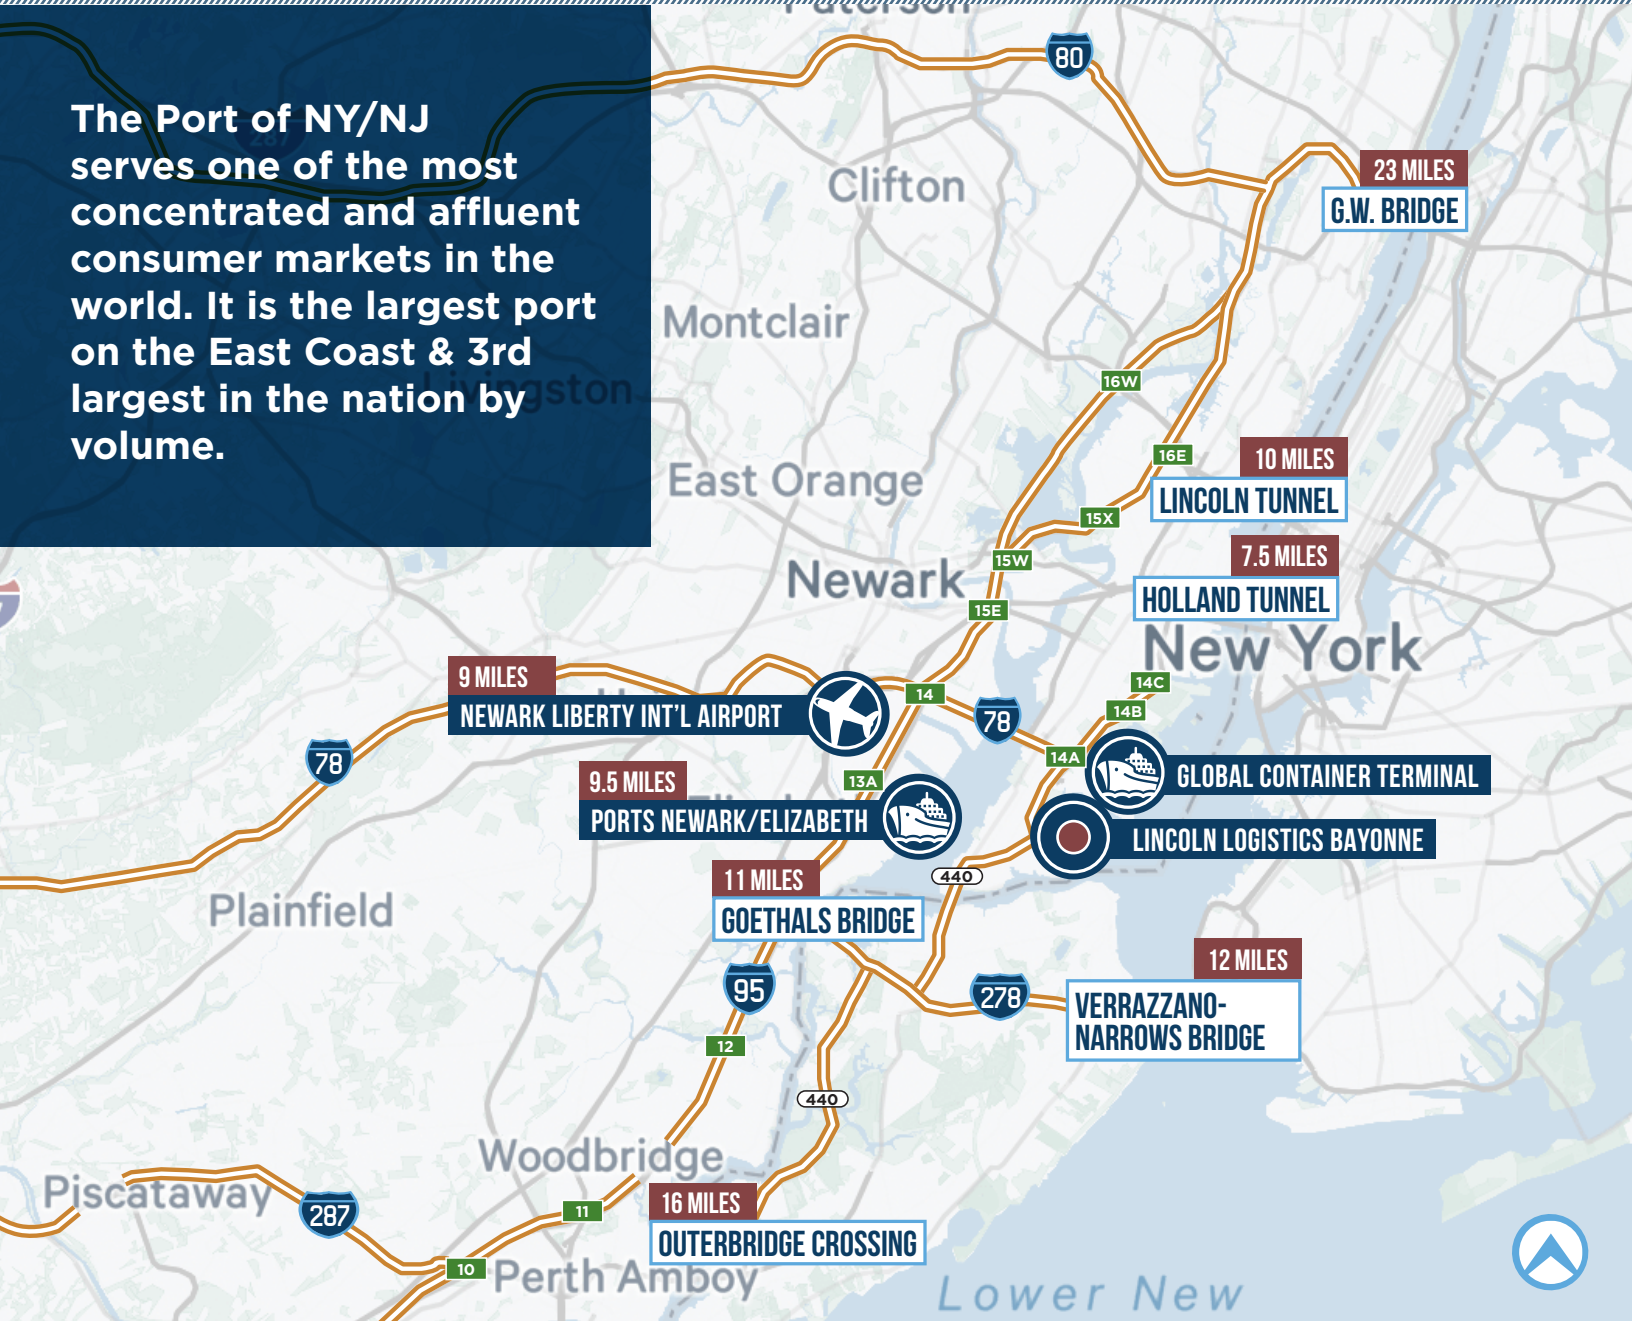 Paterson
80
The Port of NY/NJ
serves one of the most
concentrated and affluent
consumer markets in the
world. It is the largest port
on the East Coast & 3rd
largest in the nation by
volume.
287
Livingston
Clifton
23 MILES
G.W. BRIDGE
Montclair
16W
East Orange
16E
10 MILES
LINCOLN TUNNEL
15X
15W
7.5 MILES
HOLLAND TUNNEL
Newark
15E
New York
9 MILES
NEWARK LIBERTY INT'L AIRPORT
14
14C
14B
78
78
14A
GLOBAL CONTAINER TERMINAL
9.5 MILES
13A
PORTS NEWARK/ELIZABETH
LINCOLN LOGISTICS BAYONNE
11 MILES
440
GOETHALS BRIDGE
Plainfield
12 MILES
95
278
VERRAZZANO-
NARROWS BRIDGE
12
440
Woodbridge
Piscataway
16 MILES
287
11
OUTERBRIDGE CROSSING
10
Perth Amboy
Lower New